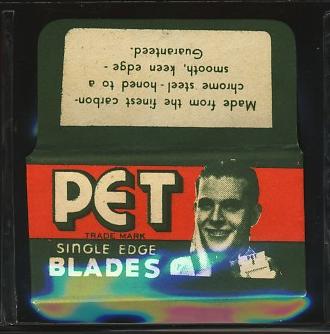 Made from the finest carbon-
chrome steel - honed to a
smooth, keen edge -
Guaranteed.
PET
TRADE MARK
SINGLE EDGE
BLADES